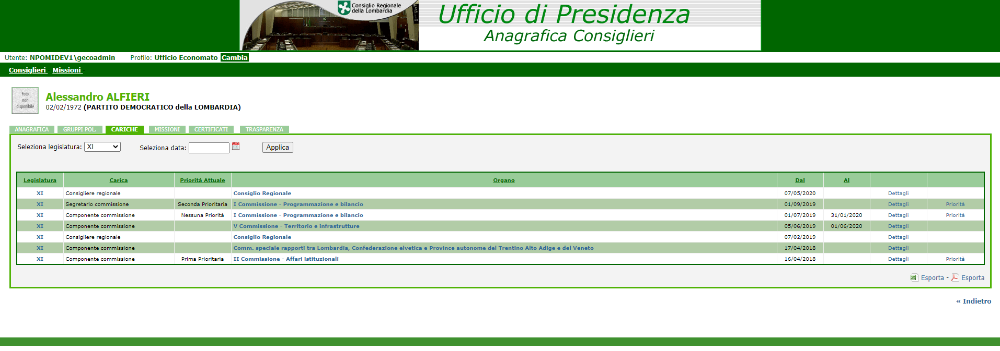 Consiglio Regionale
della Lombardia
Ufficio di Presidenza
Anagrafica Consiglieri
Utente: NPOMIDEV1\gecoadmin Profilo: Ufficio Economato Cambia
Consiglieri - Missioni -
Foto
non
disponibile
Alessandro ALFIERI
02/02/1972 (PARTITO DEMOCRATICO della LOMBARDIA)
ANAGRAFICA GRUPPI POL. CARICHE MISSIONI CERTIFICATI TRASPARENZA
Seleziona legislatura: XI Seleziona data: Applica
Legislatura Carica Priorità Attuale Organo Dal Al
XI Consigliere regionale Consiglio Regionale 07/05/2020 Dettagli
XI Segretario commissione Seconda Prioritaria I Commissione - Programmazione e bilancio 01/09/2019 Dettagli Priorità
XI Componente commissione Nessuna Priorità I Commissione - Programmazione e bilancio 01/07/2019 31/01/2020 Dettagli Priorità
XI Componente commissione V Commissione - Territorio e infrastrutture 05/06/2019 01/06/2020 Dettagli
XI Consigliere regionale Consiglio Regionale 07/02/2019 Dettagli
XI Componente commissione Comm. speciale rapporti tra Lombardia, Confederazione elvetica e Province autonome del Trentino Alto Adige e del Veneto 17/04/2018 Dettagli
XI Componente commissione Prima Prioritaria II Commissione - Affari istituzionali 16/04/2018 Dettagli Priorità
Esporta - Esporta
« Indietro